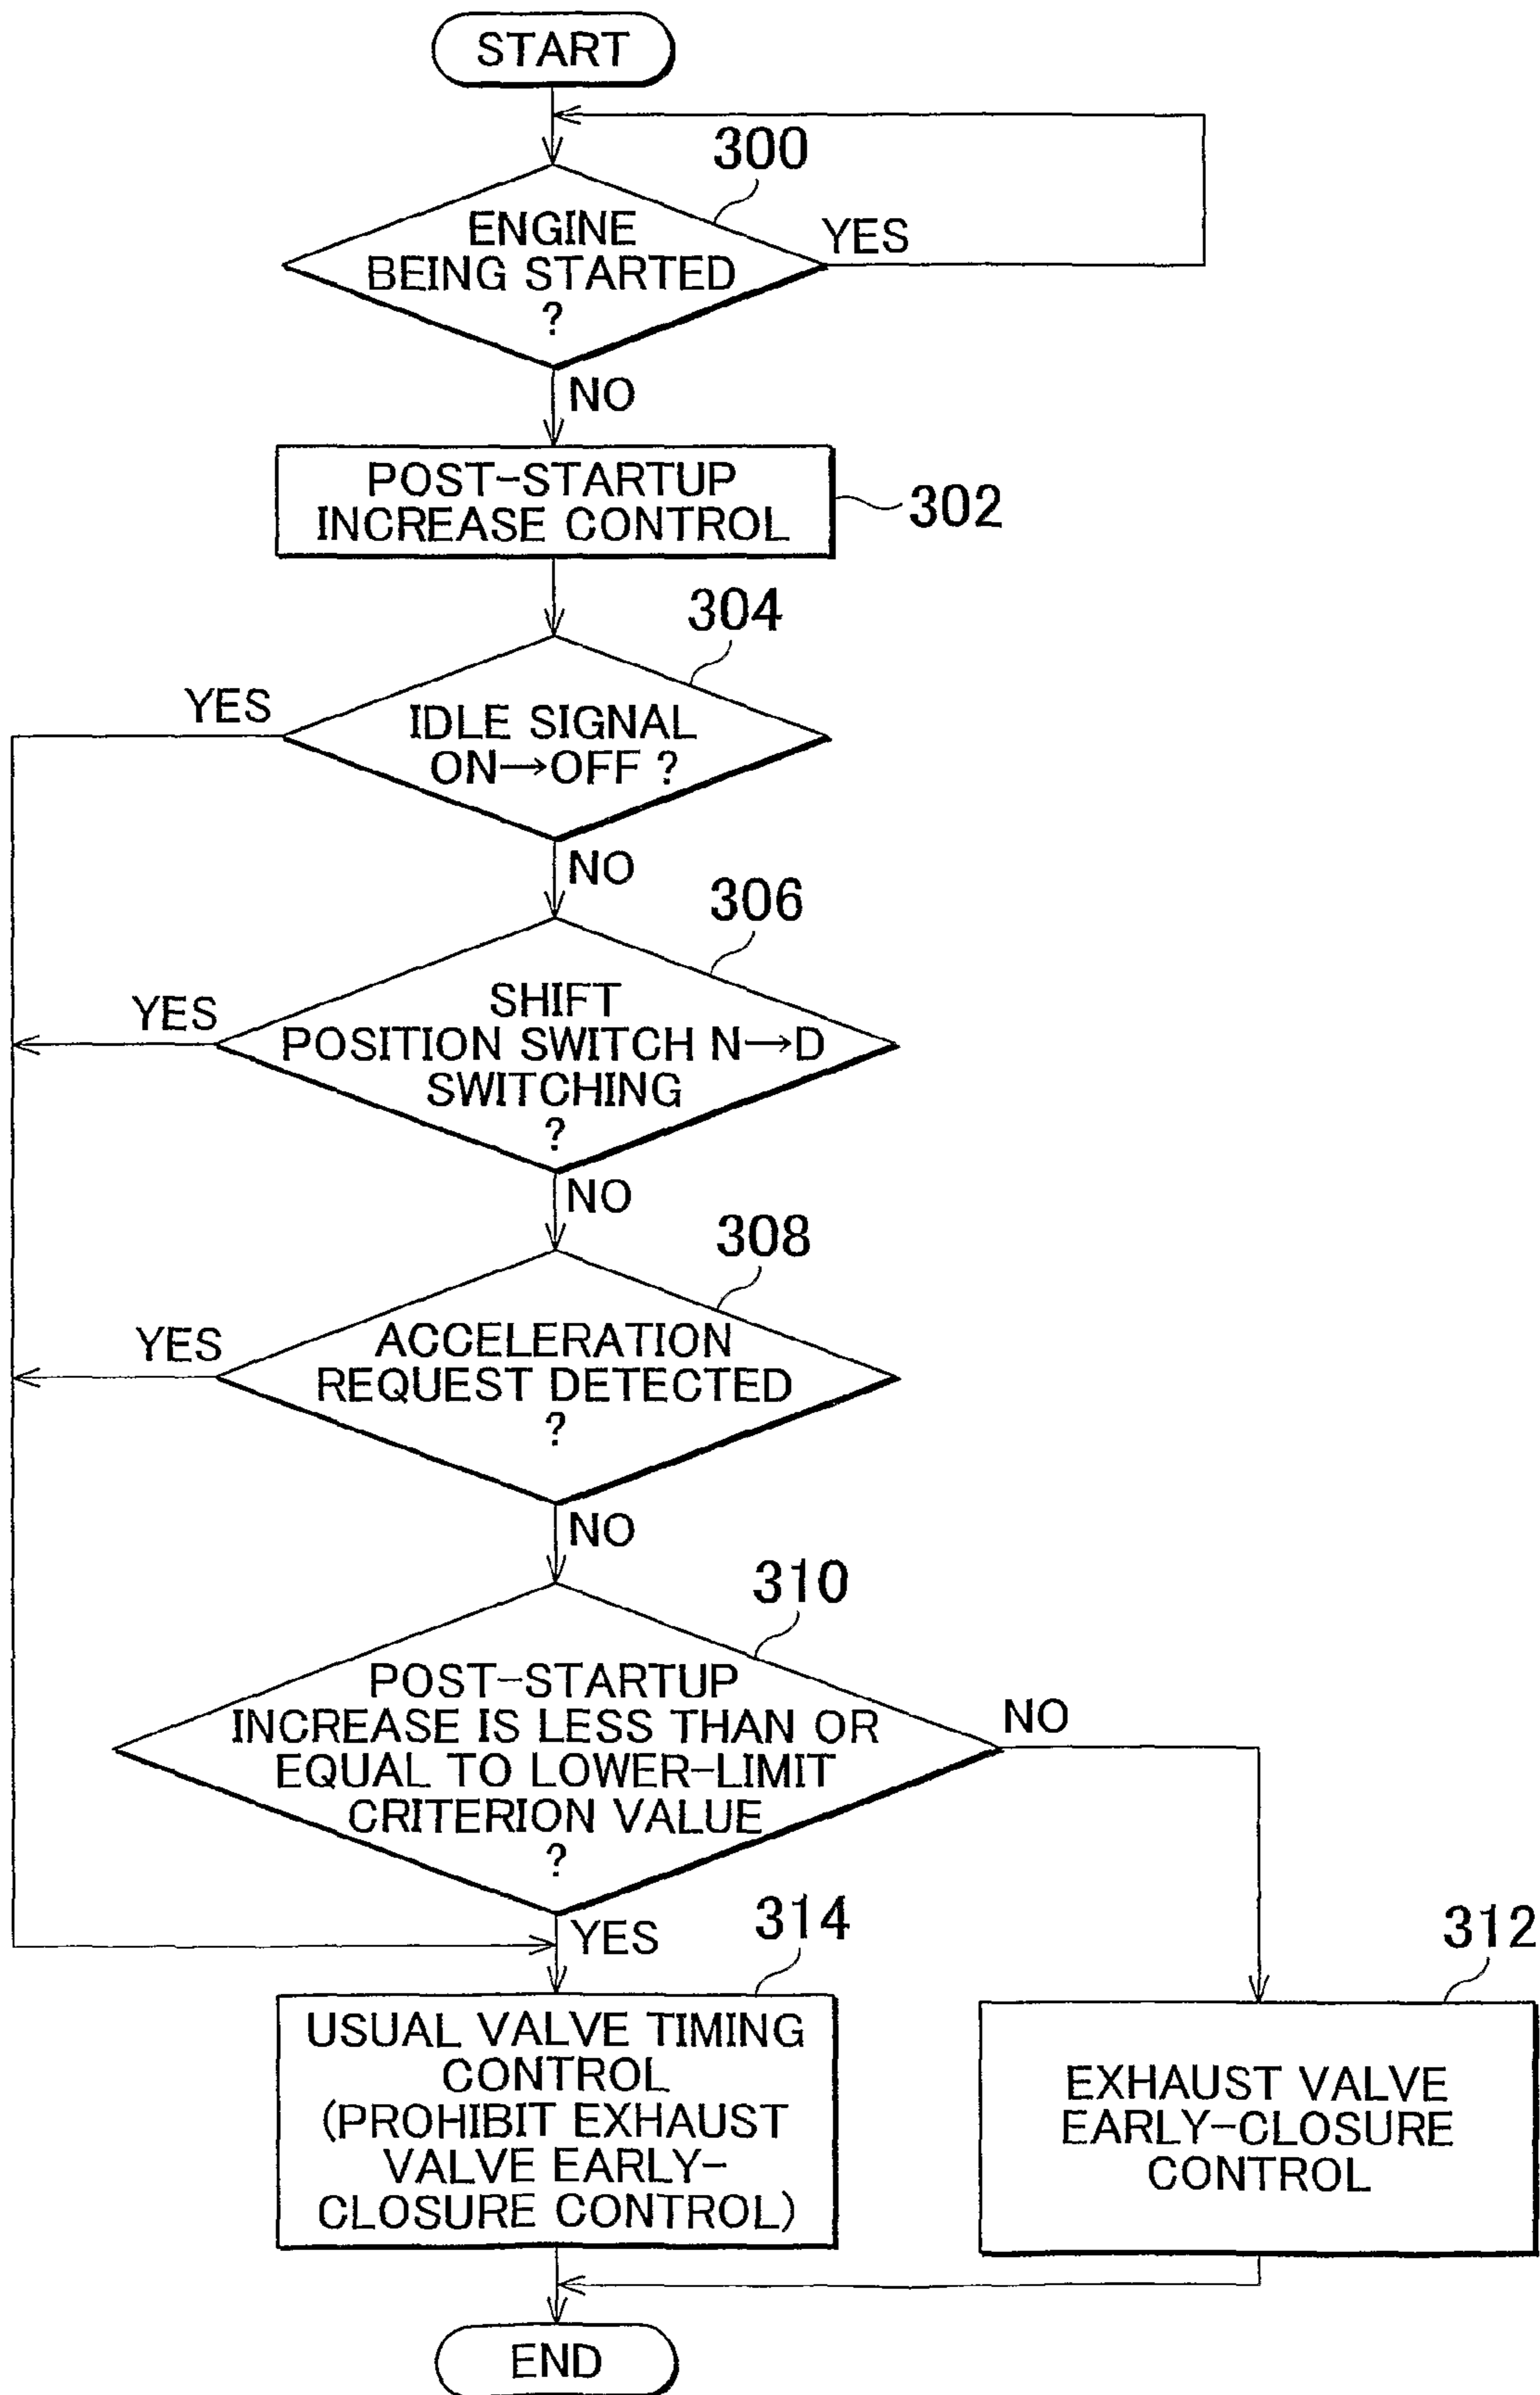 START
300
ENGINE
BEING STARTED
?
YES
NO
POST-STARTUP
INCREASE CONTROL
302
304
YES
IDLE SIGNAL
ON→OFF ?
NO
306
YES
SHIFT
POSITION SWITCH N→D
SWITCHING
?
NO
308
YES
ACCELERATION
REQUEST DETECTED
?
NO
310
POST-STARTUP
INCREASE IS LESS THAN OR
EQUAL TO LOWER-LIMIT
CRITERION VALUE
?
NO
YES
314
USUAL VALVE TIMING
CONTROL
(PROHIBIT EXHAUST
VALVE EARLY-
CLOSURE CONTROL)
312
EXHAUST VALVE
EARLY-CLOSURE
CONTROL
END